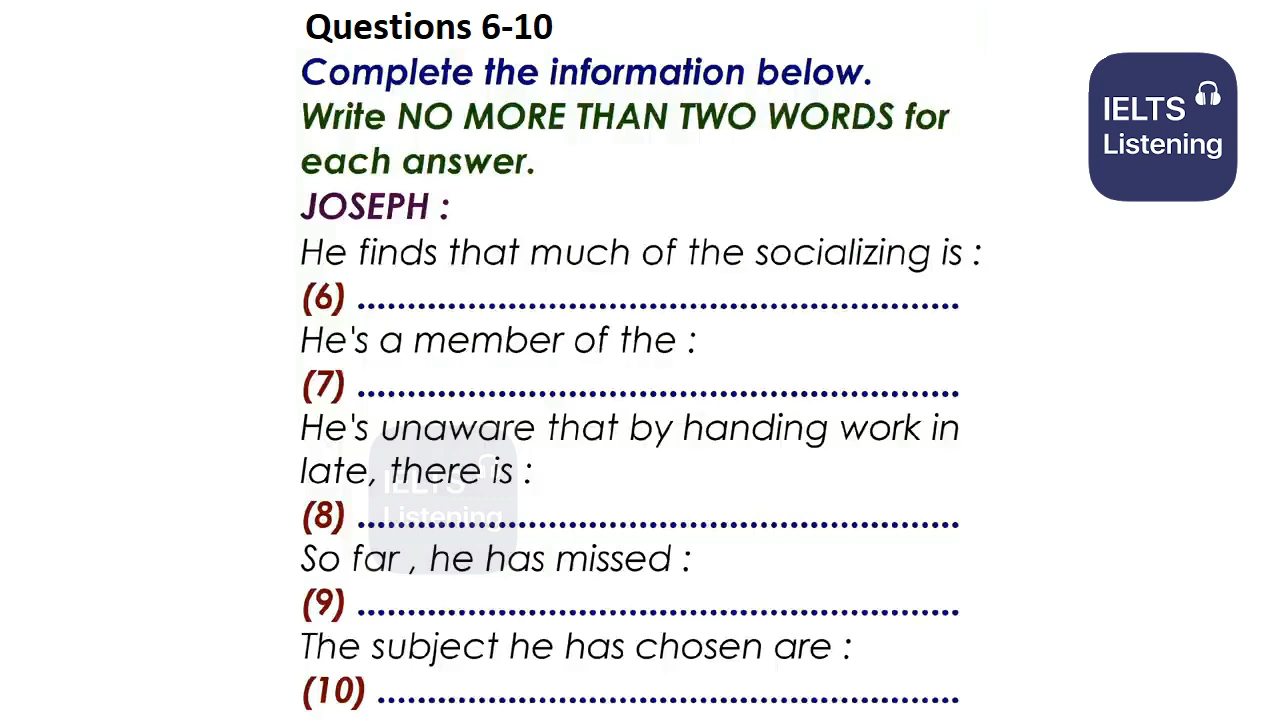 Questions 6-10
Complete the information below.
Write NO MORE THAN TWO WORDS for
each answer.
JOSEPH :
He finds that much of the socializing is :
(6) ............................................................
He's a member of the :
(7) ............................................................
He's unaware that by handing work in
late, there is :
(8) ............................................................
So far , he has missed :
(9) ............................................................
The subject he has chosen are :
(10) ..........................................................
IELTS
Listening
IELTS
Listening